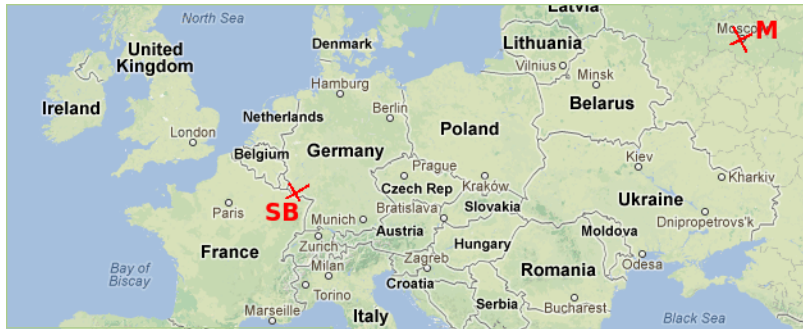 North Sea
Latvia
Moscow
M
United
Kingdom
Denmark
Lithuania
Vilnius
Minsk
Ireland
Hamburg
Berlin
Belarus
Netherlands
London
Poland
Belgium
Germany
Kiev
Prague
Kharkiv
Czech Rep
Kraków
SB
Paris
Munich
Bratislava
Slovakia
Ukraine
Dnipropetrovs'k
Austria
Moldova
France
Zurich
Hungary
Bay of
Biscay
Milan
Zagreb
Romania
Odesa
Croatia
Torino
Serbia
Bucharest
Marseille
Italy
Black Sea